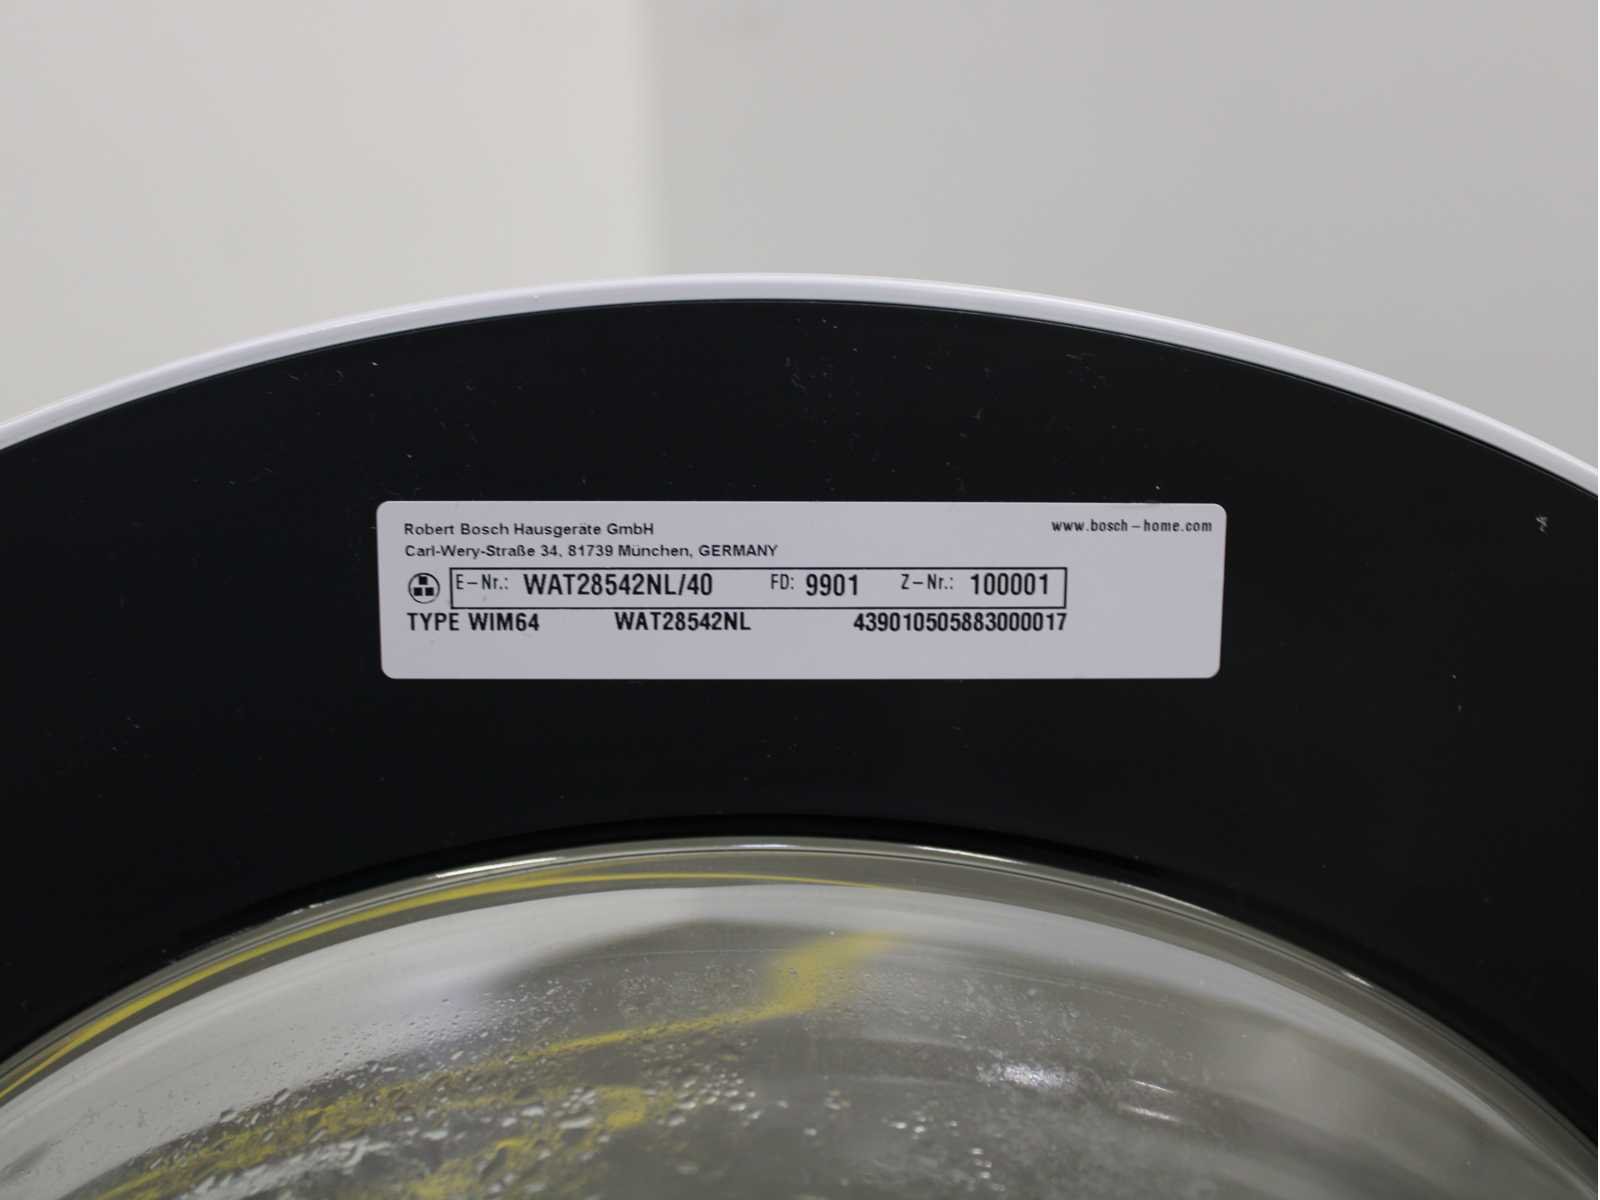 Robert Bosch Hausgeräte GmbH
www.bosch-home.com
Carl-Wery-Straße 34, 81739 München, GERMANY
E-Nr.: WAT28542NL/40 FD: 9901 Z-Nr.: 100001
TYPE WIM64 WAT28542NL 439010505883000017